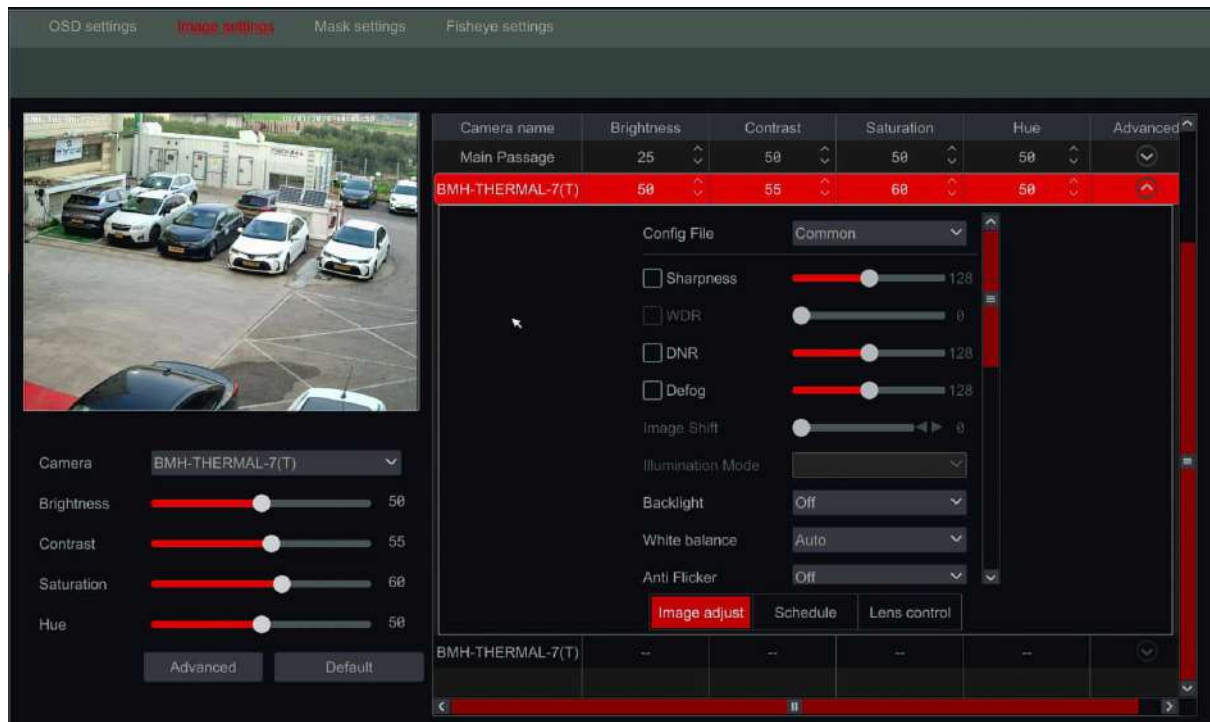 OSD settings Image settings Mask settings Fisheye settings
Camera name Brightness Contrast Saturation Hue Advanced
Main Passage 25 50 50 50
BMH-THERMAL-7(T) 50 55 60 50
Config File Common
Sharpness 128
WDR 0
DNR 128
Defog 128
Image Shift 0
Illumination Mode
Backlight Off
White balance Auto
Anti Flicker Off
Image adjust Schedule Lens control
BMH-THERMAL-7(T) -- -- -- --
Camera BMH-THERMAL-7(T)
Brightness 50
Contrast 55
Saturation 60
Hue 50
Advanced Default